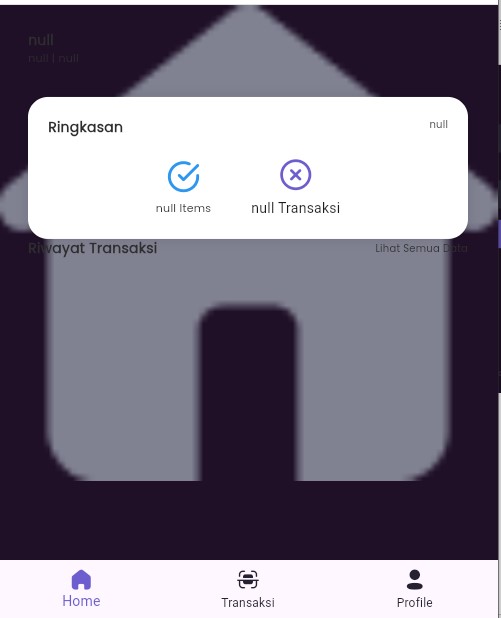 null
null | null
Ringkasan
null
null Items
null Transaksi
Riwayat Transaksi
Lihat Semua Data
Home
Transaksi
Profile